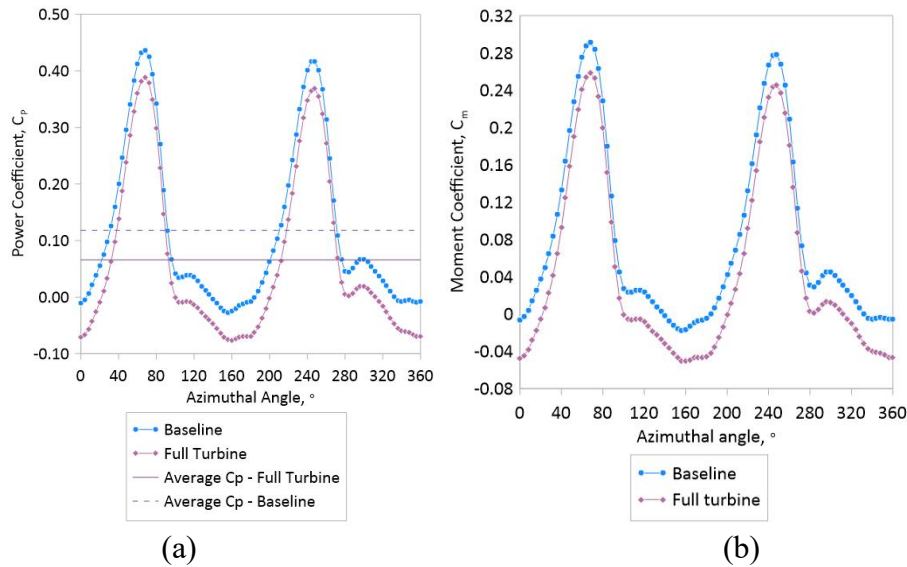 Power Coefficient, CP
0.50
0.40
0.30
0.20
0.10
0.00
-0.10
0 40 80 120 160 200 240 280 320 360
Azimuthal Angle, °
Baseline
Full Turbine
Average Cp - Full Turbine
Average Cp - Baseline
(a)
Moment Coefficient, Cm
0.32
0.28
0.24
0.2
0.16
0.12
0.08
0.04
0
-0.04
-0.08
0 40 80 120 160 200 240 280 320 360
Azimuthal angle, °
Baseline
Full turbine
(b)